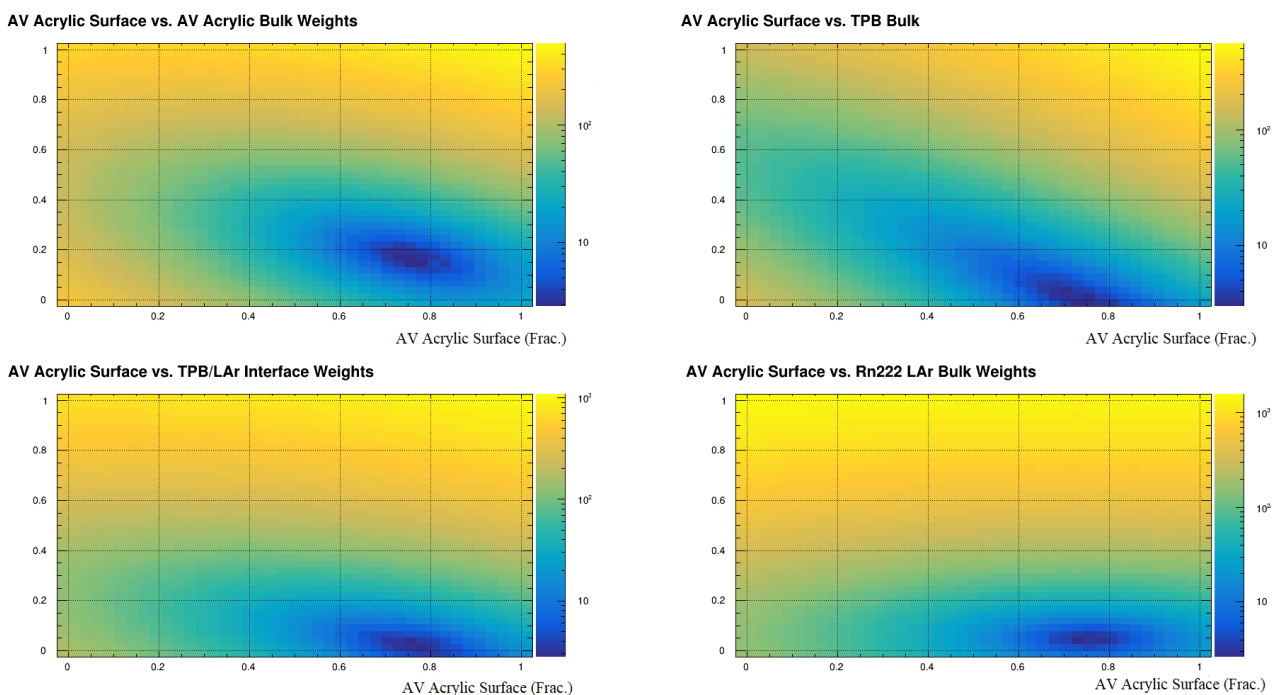 AV Acrylic Surface vs. AV Acrylic Bulk Weights
1
0.8
0.6
0.4
0.2
0
0 0.2 0.4 0.6 0.8 1
10²
10
AV Acrylic Surface (Frac.)
AV Acrylic Surface vs. TPB Bulk
1
0.8
0.6
0.4
0.2
0
0 0.2 0.4 0.6 0.8 1
10²
10
AV Acrylic Surface (Frac.)
AV Acrylic Surface vs. TPB/LAr Interface Weights
1
0.8
0.6
0.4
0.2
0
0 0.2 0.4 0.6 0.8 1
10³
10²
10
AV Acrylic Surface (Frac.)
AV Acrylic Surface vs. Rn222 LAr Bulk Weights
1
0.8
0.6
0.4
0.2
0
0 0.2 0.4 0.6 0.8 1
10³
10²
10
AV Acrylic Surface (Frac.)